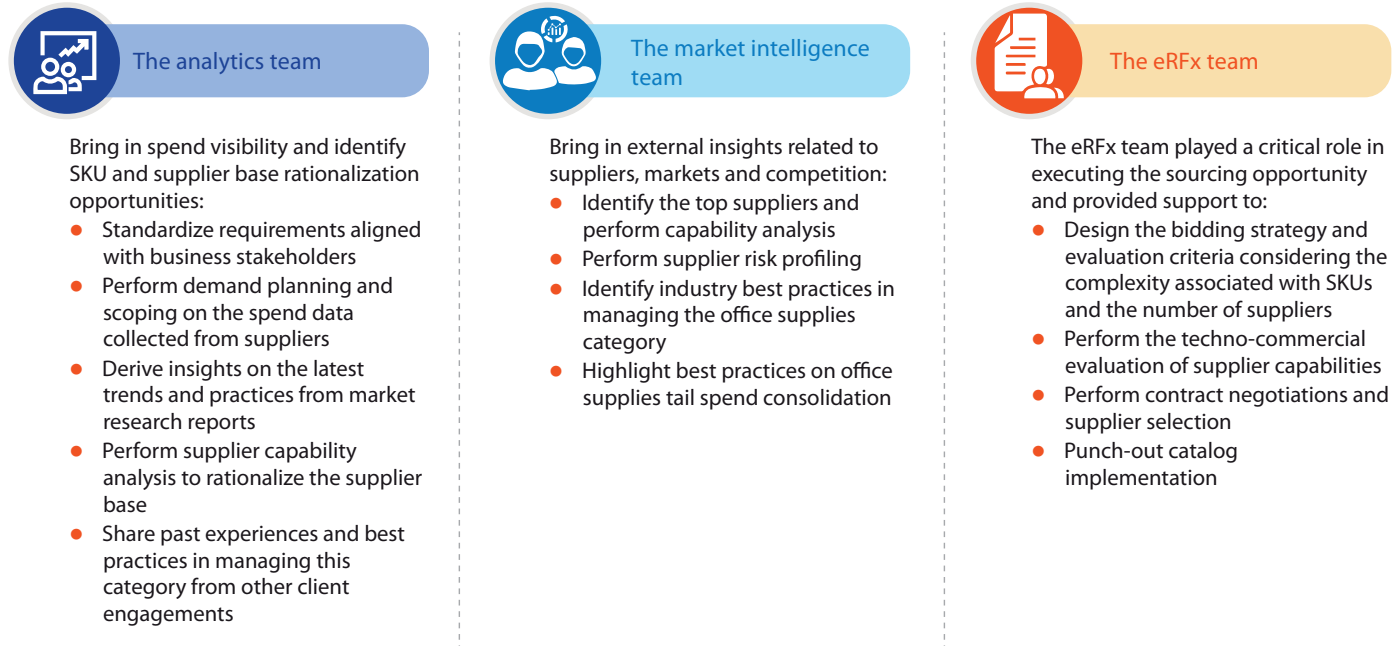 The analytics team
Bring in spend visibility and identify
SKU and supplier base rationalization
opportunities:
● Standardize requirements aligned
with business stakeholders
● Perform demand planning and
scoping on the spend data
collected from suppliers
● Derive insights on the latest
trends and practices from market
research reports
● Perform supplier capability
analysis to rationalize the supplier
base
● Share past experiences and best
practices in managing this
category from other client
engagements
The market intelligence
team
Bring in external insights related to
suppliers, markets and competition:
● Identify the top suppliers and
perform capability analysis
● Perform supplier risk profiling
● Identify industry best practices in
managing the office supplies
category
● Highlight best practices on office
supplies tail spend consolidation
The eRFx team
The eRFx team played a critical role in
executing the sourcing opportunity
and provided support to:
● Design the bidding strategy and
evaluation criteria considering the
complexity associated with SKUs
and the number of suppliers
● Perform the techno-commercial
evaluation of supplier capabilities
● Perform contract negotiations and
supplier selection
● Punch-out catalog
implementation